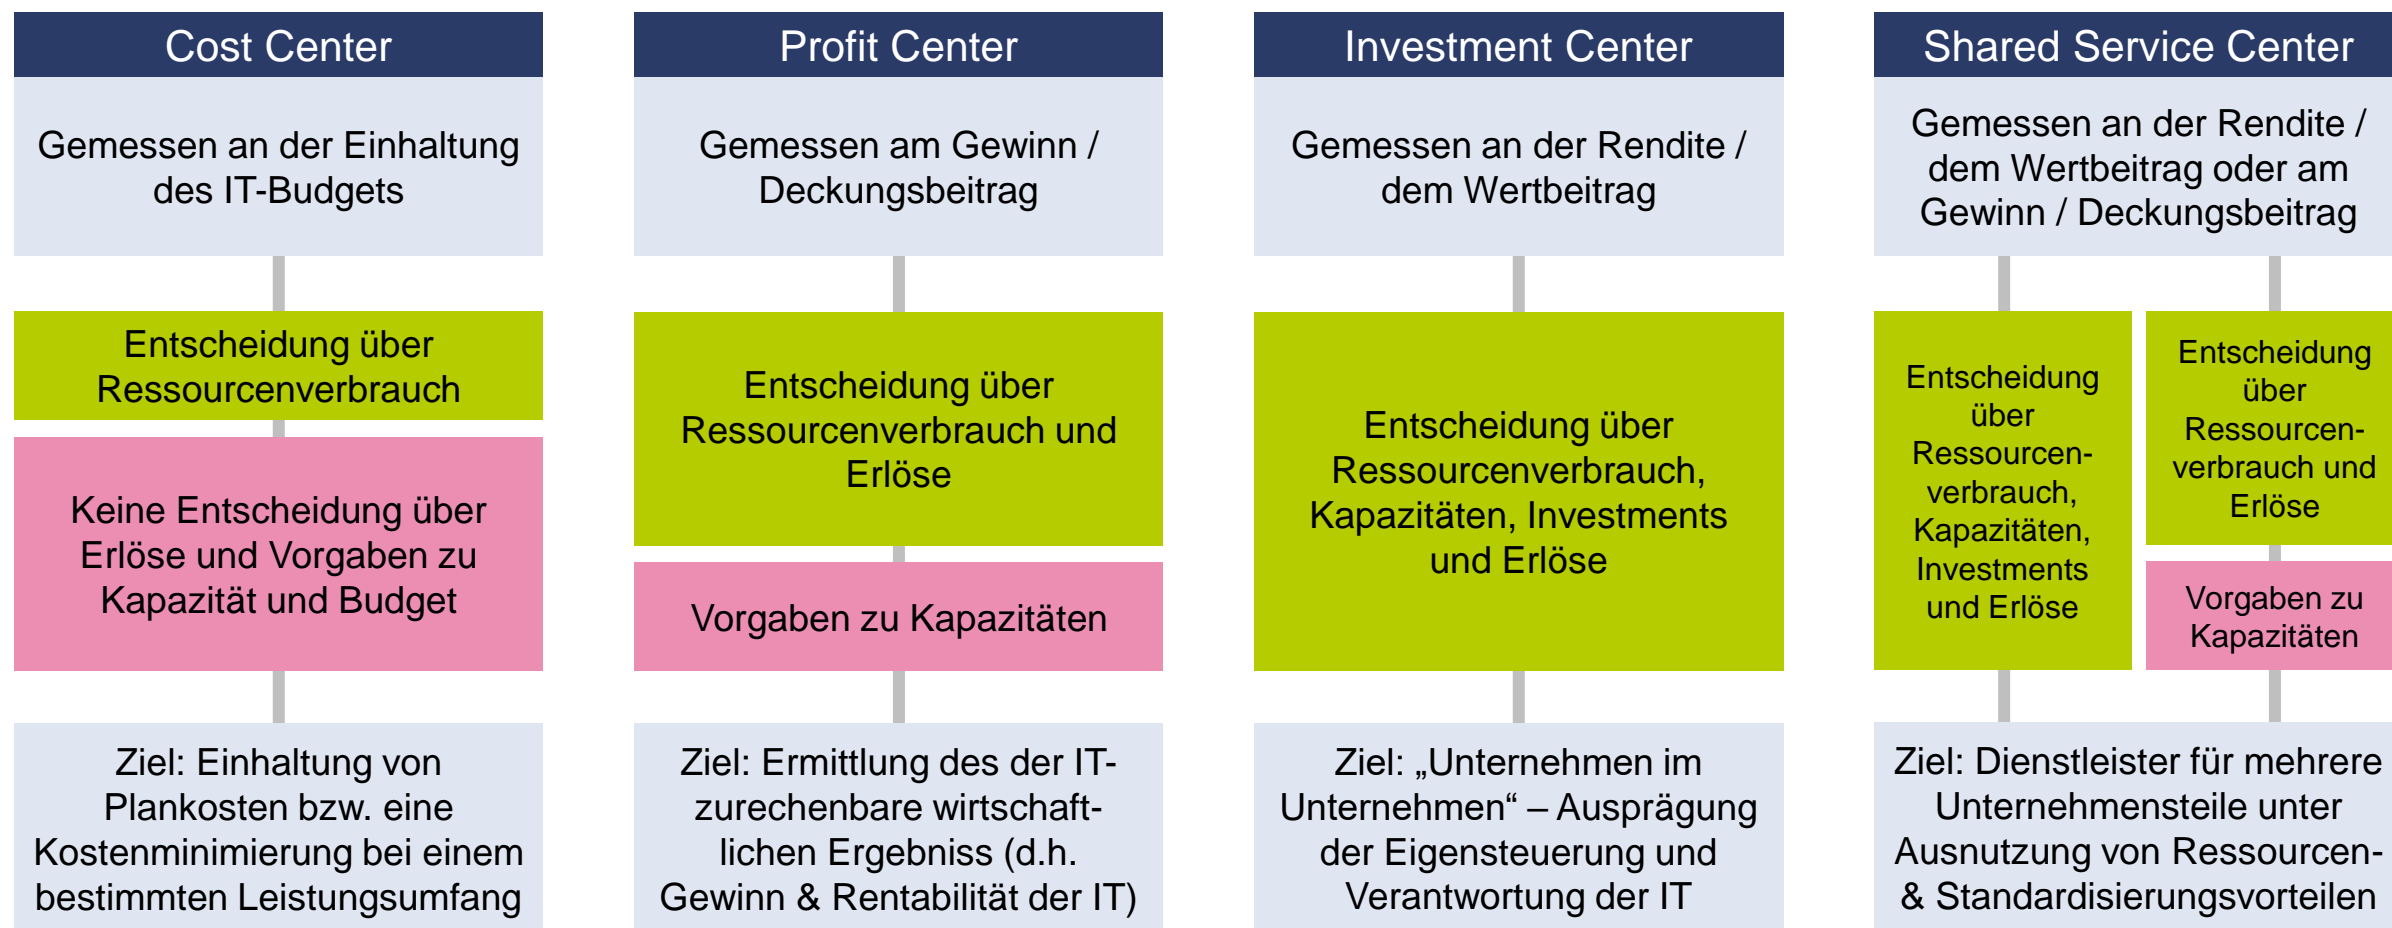 Cost Center
Gemessen an der Einhaltung
des IT-Budgets
Entscheidung über
Ressourcenverbrauch
Keine Entscheidung über
Erlöse und Vorgaben zu
Kapazität und Budget
Ziel: Einhaltung von
Plankosten bzw. eine
Kostenminimierung bei einem
bestimmten Leistungsumfang
Profit Center
Gemessen am Gewinn /
Deckungsbeitrag
Entscheidung über
Ressourcenverbrauch und
Erlöse
Vorgaben zu Kapazitäten
Ziel: Ermittlung des der IT-
zurechenbare wirtschaft-
lichen Ergebniss (d.h.
Gewinn & Rentabilität der IT)
Investment Center
Gemessen an der Rendite /
dem Wertbeitrag
Entscheidung über
Ressourcenverbrauch,
Kapazitäten, Investments
und Erlöse
Ziel: „Unternehmen im
Unternehmen“ – Ausprägung
der Eigensteuerung und
Verantwortung der IT
Shared Service Center
Gemessen an der Rendite /
dem Wertbeitrag oder am
Gewinn / Deckungsbeitrag
Entscheidung
über
Ressourcen-
verbrauch,
Kapazitäten,
Investments
und Erlöse
Entscheidung
über
Ressourcen-
verbrauch und
Erlöse
Vorgaben zu
Kapazitäten
Ziel: Dienstleister für mehrere
Unternehmensteile unter
Ausnutzung von Ressourcen-
& Standardisierungsvorteilen